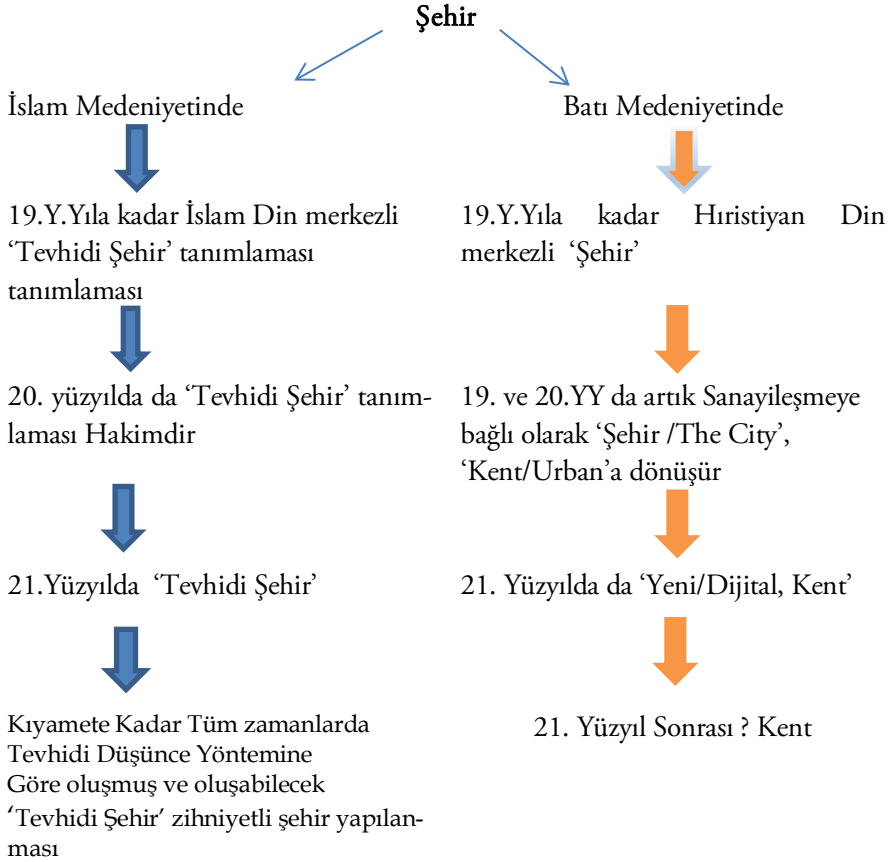 Şehir
İslam Medeniyetinde
19.Y.Yıla kadar İslam Din merkezli
‘Tevhidi Şehir’ tanımlaması
tanımlaması
20. yüzyılda da ‘Tevhidi Şehir’ tanım-
laması Hakimdir
21.Yüzyılda ‘Tevhidi Şehir’
Kıyamete Kadar Tüm zamanlarda
Tevhidi Düşünce Yöntemine
Göre oluşmuş ve oluşabilecek
‘Tevhidi Şehir’ zihniyetli şehir yapılan-
ması
Batı Medeniyetinde
19.Y.Yıla kadar Hıristiyan Din
merkezli ‘Şehir’
19. ve 20.YY da artık Sanayileşmeye
bağlı olarak ‘Şehir /The City’,
‘Kent/Urban’a dönüşür
21. Yüzyılda da ‘Yeni/Dijital, Kent’
21. Yüzyıl Sonrası ? Kent